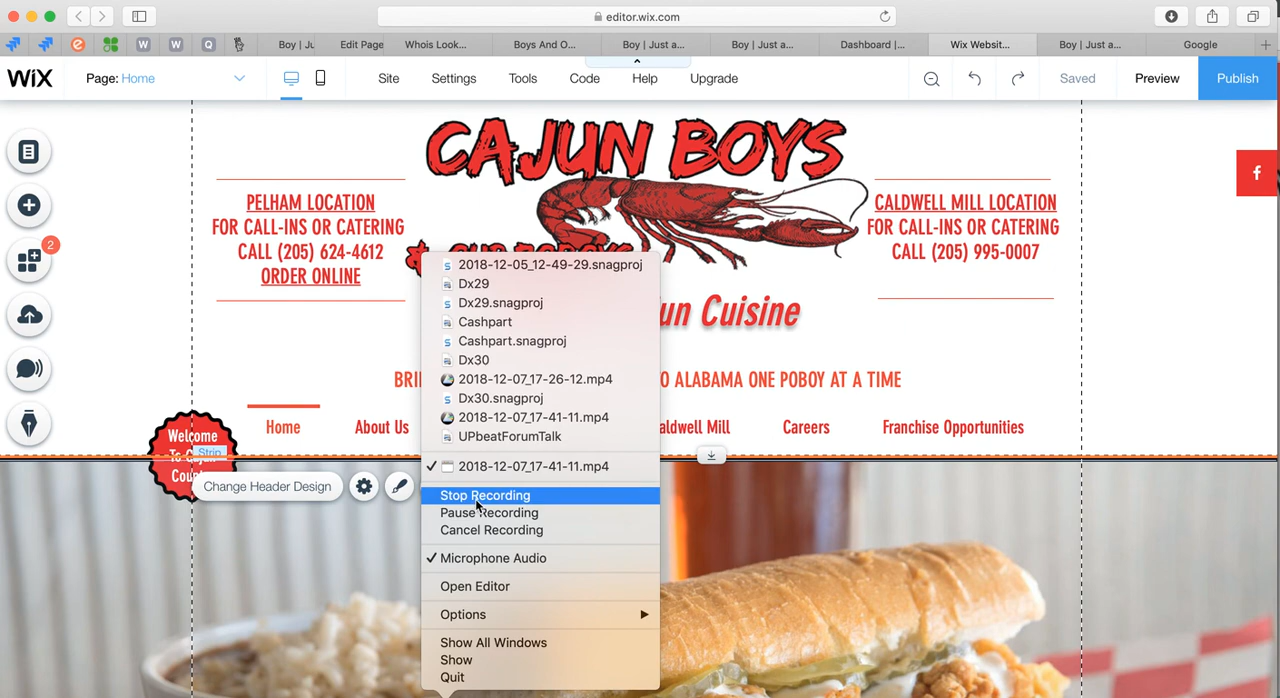 editor.wix.com
Boy | Ju
Edit Page
Whois Look...
Boys And O...
Boy | Just a...
Boy | Just a...
Dashboard |...
Wix Websit...
Boy | Just a...
Google
WiX
Page: Home
Site
Settings
Tools
Code
Help
Upgrade
Saved
Preview
Publish
CAJUN BOYS
PELHAM LOCATION
FOR CALL-INS OR CATERING
CALL (205) 624-4612
ORDER ONLINE
CALDWELL MILL LOCATION
FOR CALL-INS OR CATERING
CALL (205) 995-0007
2
f
un Cuisine
O ALABAMA ONE POBOY AT A TIME
Home
About Us
aldwell Mill
Careers
Franchise Opportunities
Welcome
To Cajun
Strip
Change Header Design
2018-12-05_12-49-29.snagproj
Dx29
Dx29.snagproj
Cashpart
Cashpart.snagproj
Dx30
2018-12-07_17-26-12.mp4
Dx30.snagproj
2018-12-07_17-41-11.mp4
UPbeatForumTalk
2018-12-07_17-41-11.mp4
Stop Recording
Pause Recording
Cancel Recording
Microphone Audio
Open Editor
Options
Show All Windows
Show
Quit